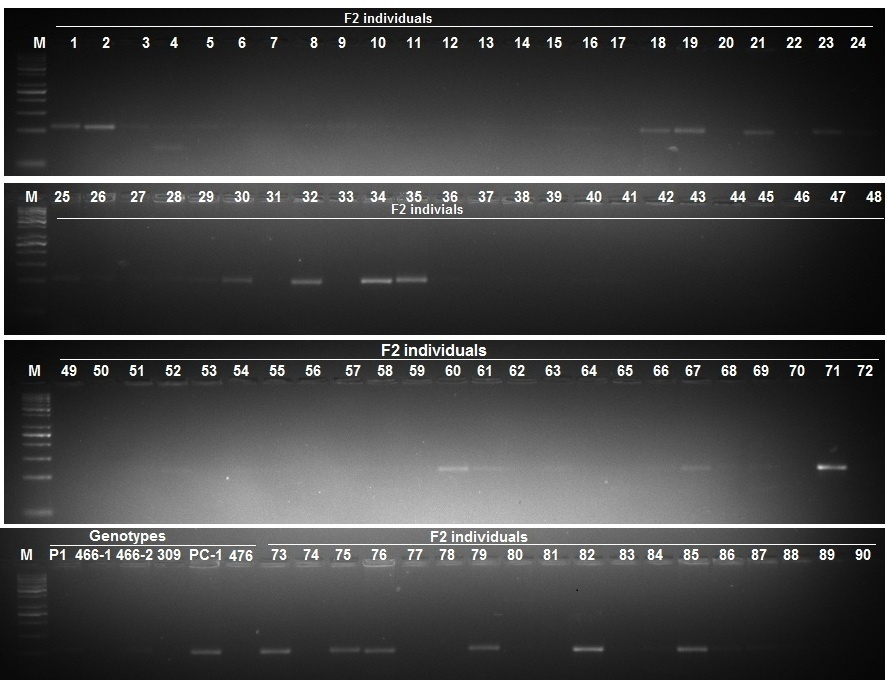 F2 individuals
M 1 2 3 4 5 6 7 8 9 10 11 12 13 14 15 16 17 18 19 20 21 22 23 24
M 25 26 27 28 29 30 31 32 33 34 35 36 37 38 39 40 41 42 43 44 45 46 47 48
F2 indivials
F2 individuals
M 49 50 51 52 53 54 55 56 57 58 59 60 61 62 63 64 65 66 67 68 69 70 71 72
Genotypes F2 individuals
M P1 466-1 466-2 309 PC-1 476 73 74 75 76 77 78 79 80 81 82 83 84 85 86 87 88 89 90